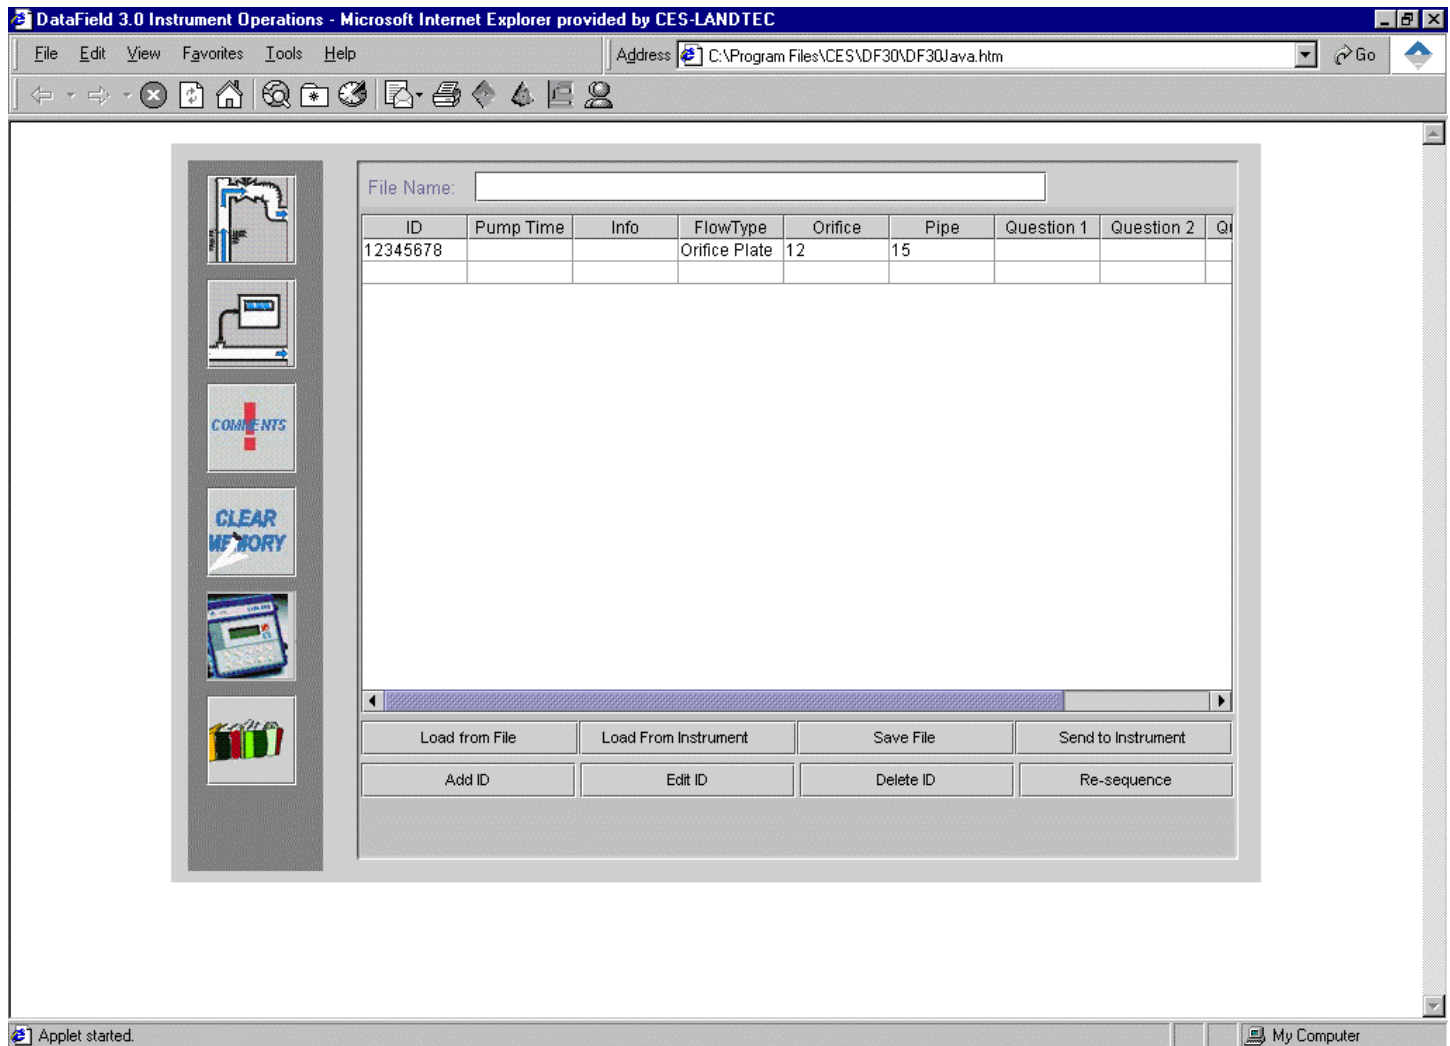 DataField 3.0 Instrument Operations - Microsoft Internet Explorer provided by CES-LANDTEC
File Edit View Favorites Tools Help Address C:\Program Files\CES\DF30\DF30Java.htm Go
File Name:
ID Pump Time Info FlowType Orifice Pipe Question 1 Question 2
12345678 Orifice Plate 12 15
COMMENTS
CLEAR
MEMORY
Load from File Load From Instrument Save File Send to Instrument
Add ID Edit ID Delete ID Re-sequence
Applet started. My Computer